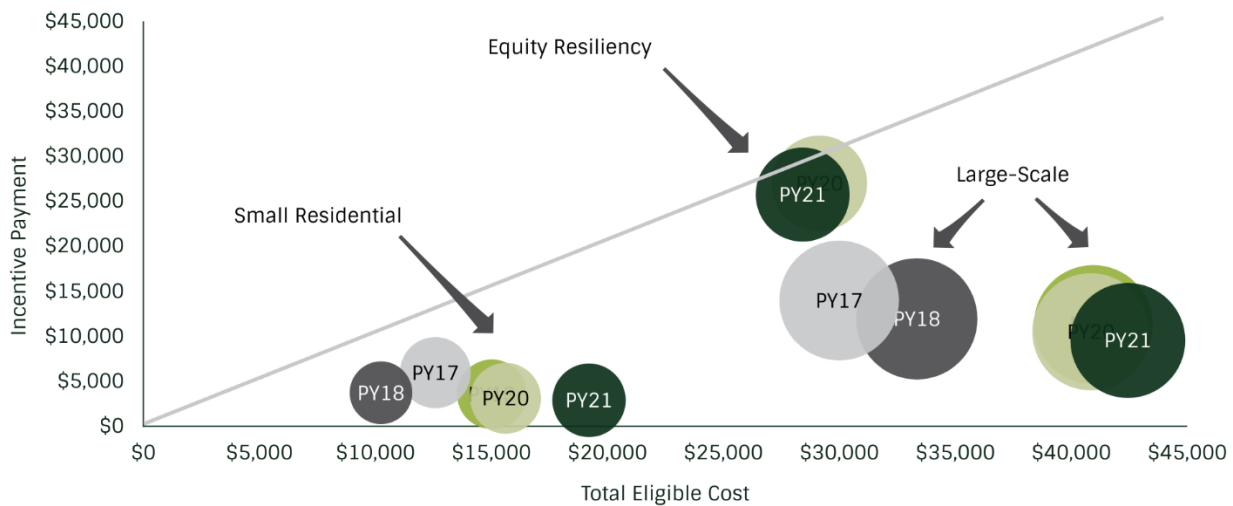 $45,000
$40,000
$35,000
$30,000
$25,000
$20,000
$15,000
$10,000
$5,000
$0
Incentive Payment
Equity Resiliency
Small Residential
Large-Scale
PY20
PY21
PY17
PY18
PY20
PY21
PY18
PY17
PY20
PY21
$0 $5,000 $10,000 $15,000 $20,000 $25,000 $30,000 $35,000 $40,000 $45,000
Total Eligible Cost